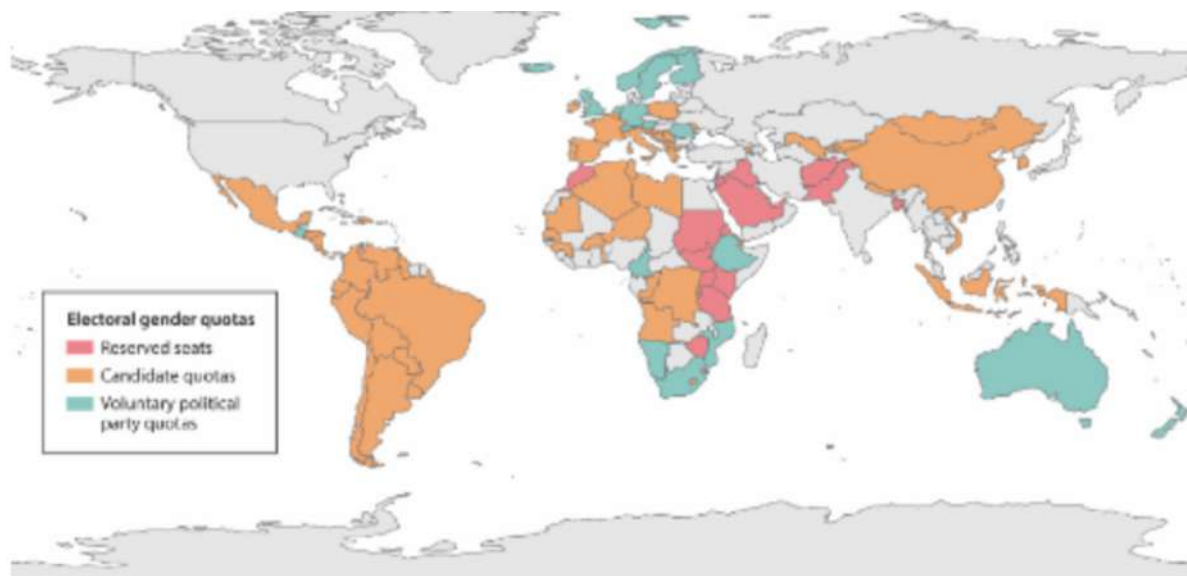 Electoral gender quotas
Reserved seats
Candidate quotas
Voluntary political
party quotas